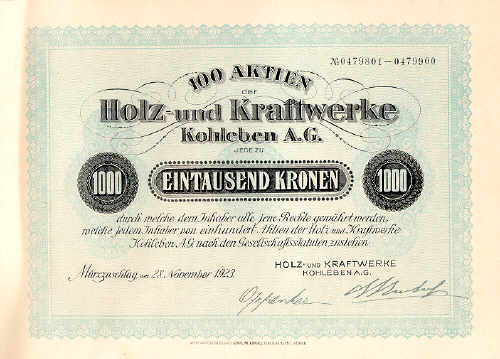 №0479801-0479900
100 AKTIEN
der
Holz- und Kraftwerke
Kohleben A.G.
JEDE ZU
1000 EINTAUSEND KRONEN 1000
durch welche dem Inhaber alle jene Rechte gewährt werden,
welche jedem Inhaber von einhundert Aktien der Holz und Kraftwerke
Kohleben A.G. nach den Gesellschaftsstatuten zustehen
Mürzzuschlag am 28. November 1923.
HOLZ- UND KRAFTWERKE
KOHLEBEN A.G.